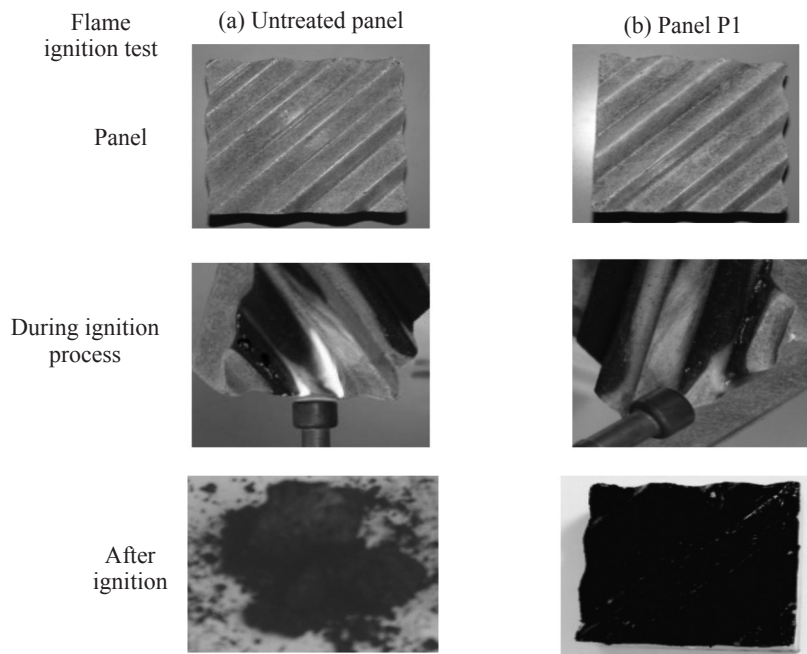 Flame
ignition test
(a) Untreated panel
(b) Panel P1
Panel
During ignition
process
After
ignition